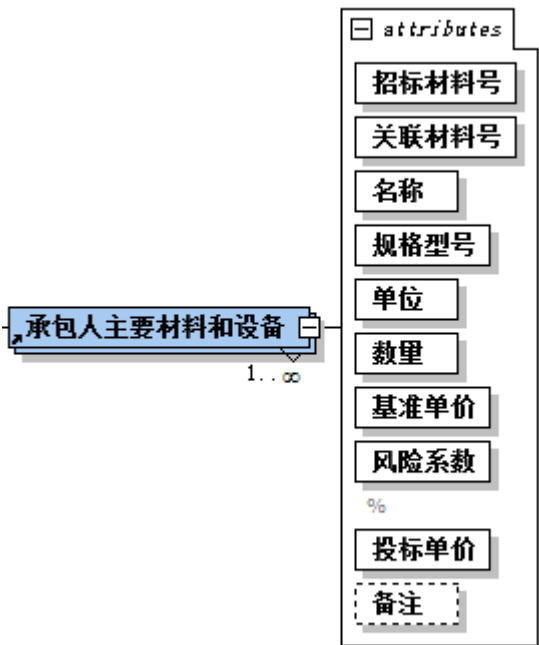 attributes
招标材料号
关联材料号
名称
规格型号
单位
承包人主要材料和设备
数量
1..∞
基准单价
风险系数
%
投标单价
备注